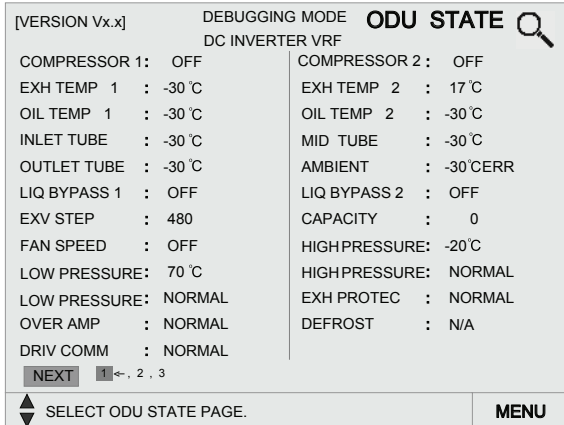 [VERSION Vx.x] DEBUGGING MODE ODU STATE
DC INVERTER VRF
COMPRESSOR 1: OFF COMPRESSOR 2: OFF
EXH TEMP 1 : -30℃ EXH TEMP 2 : 17℃
OIL TEMP 1 : -30℃ OIL TEMP 2 : -30℃
INLET TUBE : -30℃ MID TUBE : -30℃
OUTLET TUBE : -30℃ AMBIENT : -30℃ERR
LIQ BYPASS 1 : OFF LIQ BYPASS 2 : OFF
EXV STEP : 480 CAPACITY : 0
FAN SPEED : OFF HIGH PRESSURE: -20℃
LOW PRESSURE: 70℃ HIGH PRESSURE: NORMAL
LOW PRESSURE: NORMAL EXH PROTEC : NORMAL
OVER AMP : NORMAL DEFROST : N/A
DRIV COMM : NORMAL
NEXT 1 ←, 2 , 3
SELECT ODU STATE PAGE. MENU